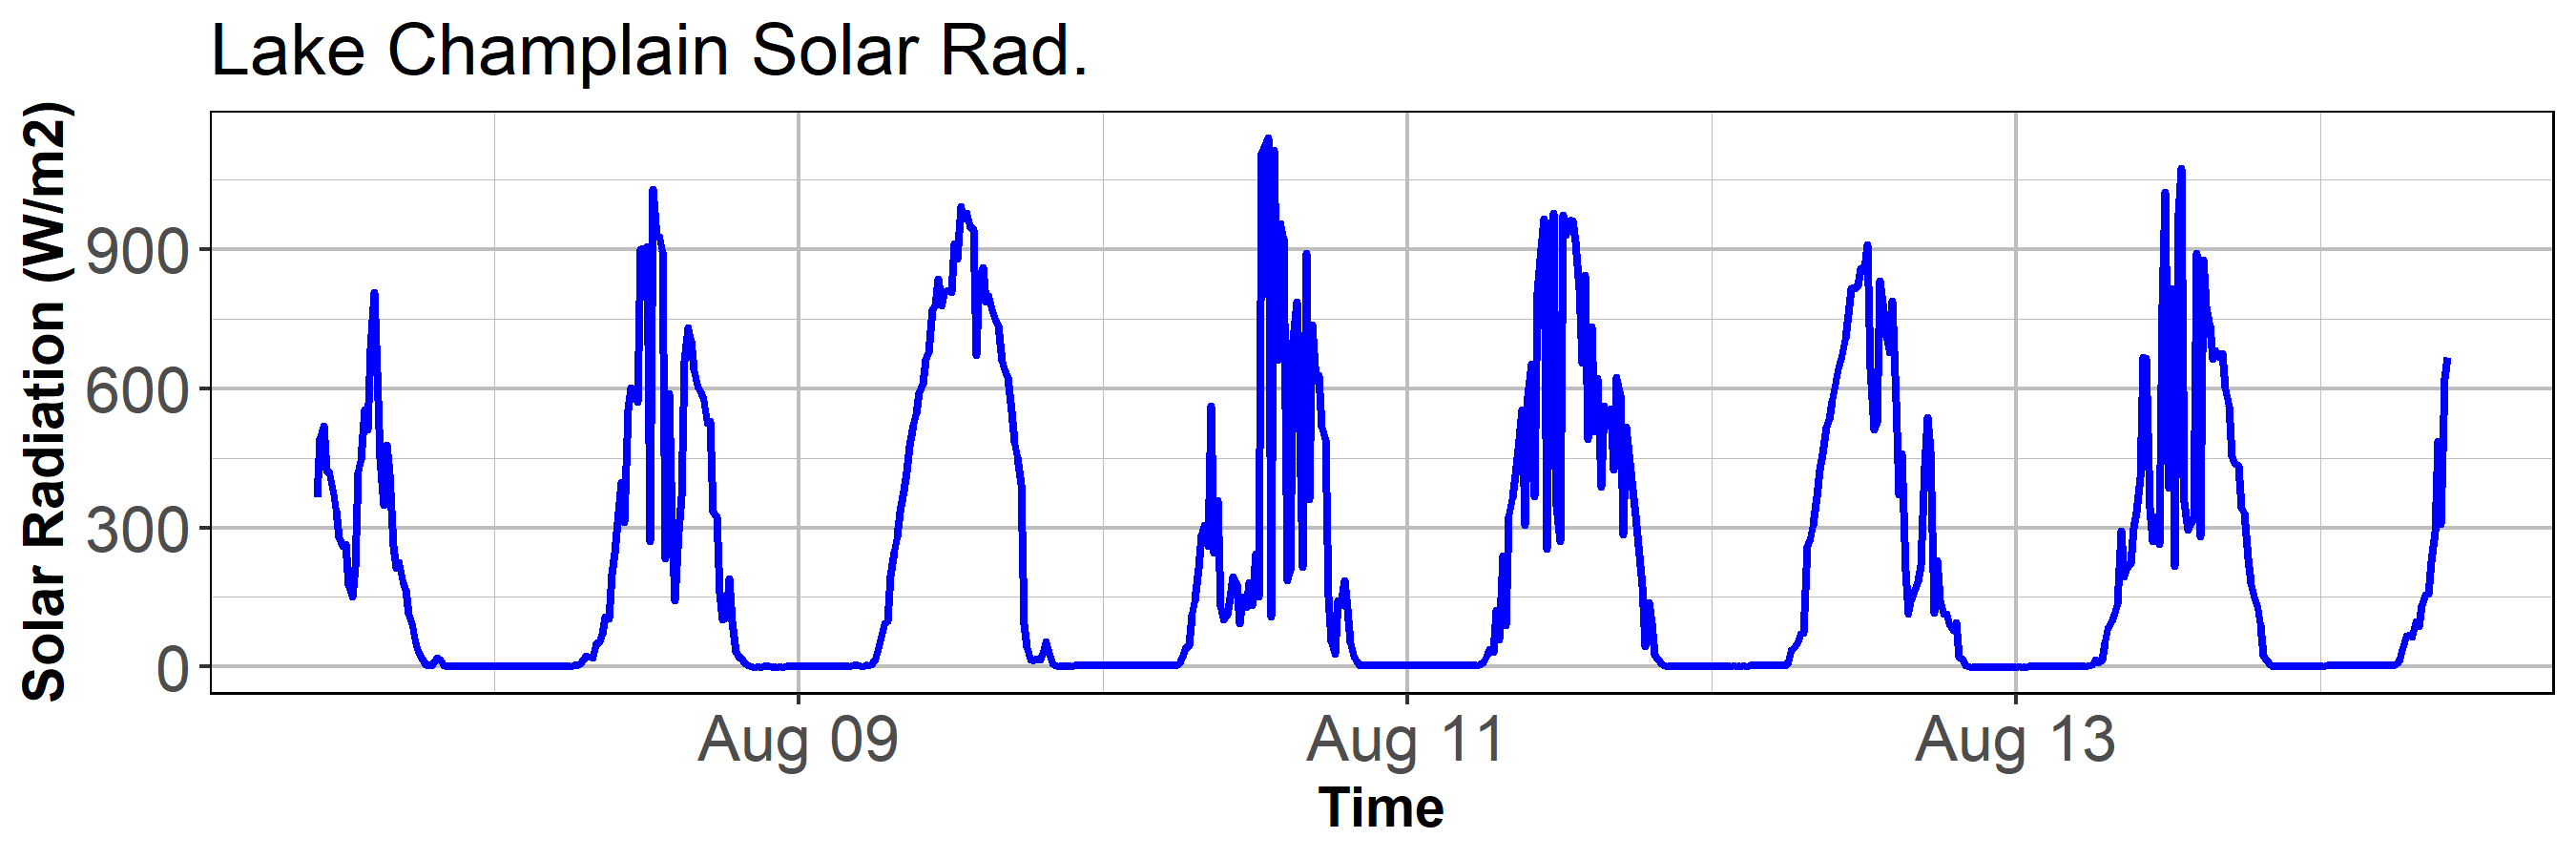 Lake Champlain Solar Rad.
Solar Radiation (W/m2)
900
600
300
0
Aug 09
Aug 11
Aug 13
Time